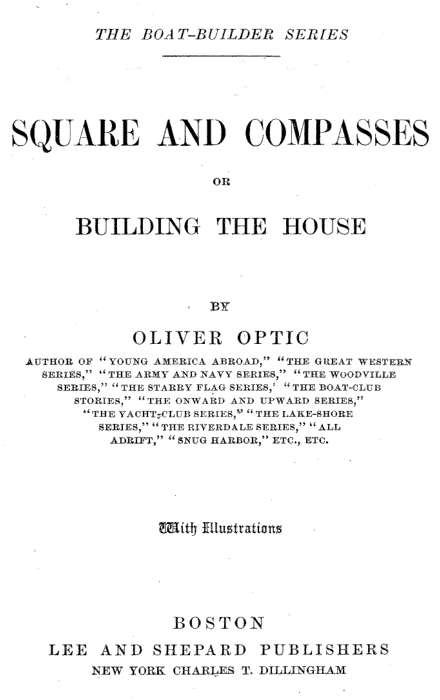 THE BOAT-BUILDER SERIES
SQUARE AND COMPASSES
OR
BUILDING THE HOUSE
BY
OLIVER OPTIC
AUTHOR OF "YOUNG AMERICA ABROAD," "THE GREAT WESTERN
SERIES," "THE ARMY AND NAVY SERIES," "THE WOODVILLE
SERIES," "THE STARRY FLAG SERIES,' "THE BOAT-CLUB
STORIES," "THE ONWARD AND UPWARD SERIES,"
"THE YACHT-CLUB SERIES," "THE LAKE-SHORE
SERIES," "THE RIVERDALE SERIES," "ALL
ADRIFT," "SNUG HARBOR," ETC., ETC.
With Illustrations
BOSTON
LEE AND SHEPARD PUBLISHERS
NEW YORK CHARLES T. DILLINGHAM